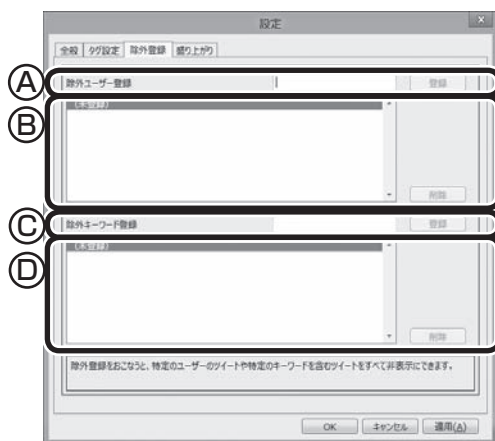 設定
×
全般 タグ設定 除外登録 盛り上がり
Ⓐ 除外ユーザー登録 登録
Ⓑ (未登録)
削除
Ⓒ 除外キーワード登録 登録
Ⓓ (未登録)
削除
除外登録をおこなうと、特定のユーザーのツイートや特定のキーワードを含むツイートをすべて非表示にできます。
OK キャンセル 適用(A)